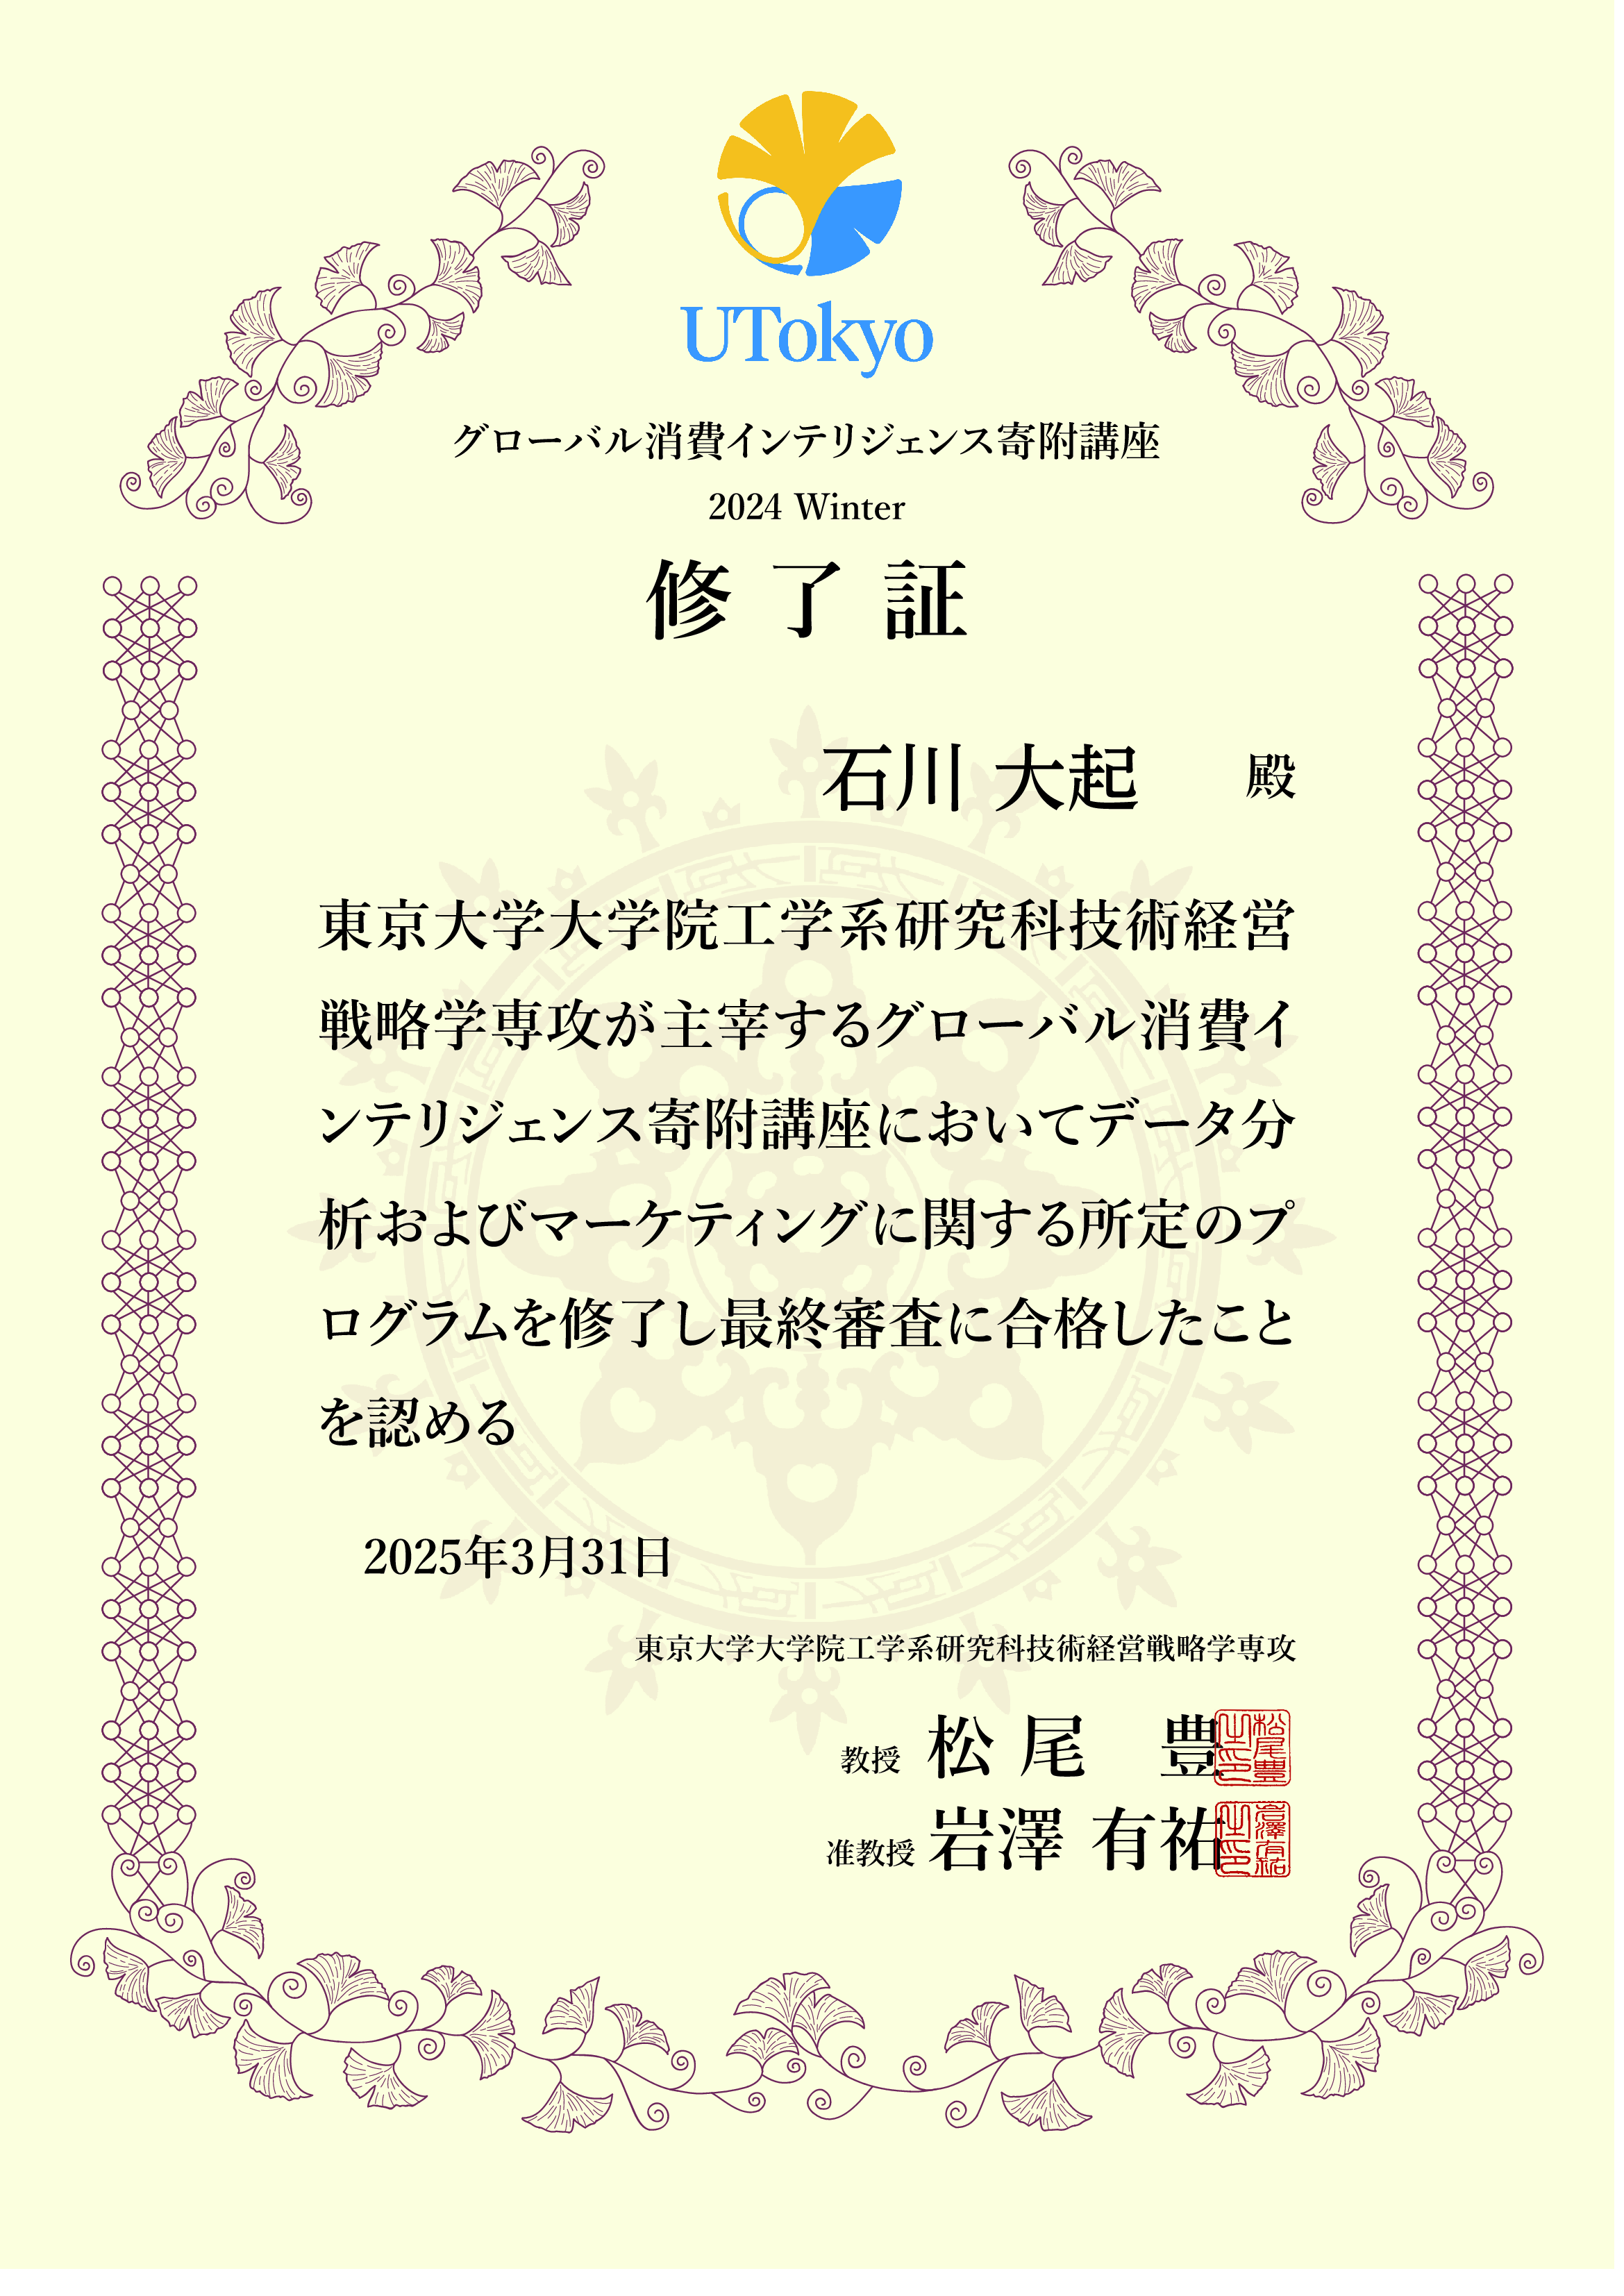 UTokyo
グローバル消費インテリジェンス寄附講座
2024 Winter
修了証
石川 大起 殿
東京大学大学院工学系研究科技術経営
戦略学専攻が主宰するグローバル消費イ
ンテリジェンス寄附講座においてデータ分
析およびマーケティングに関する所定のプ
ログラムを修了し最終審査に合格したこと
を認める
2025年3月31日
東京大学大学院工学系研究科技術経営戦略学専攻
教授 松尾 豊 松尾豊之印
准教授 岩澤 有祐 岩澤有祐之印